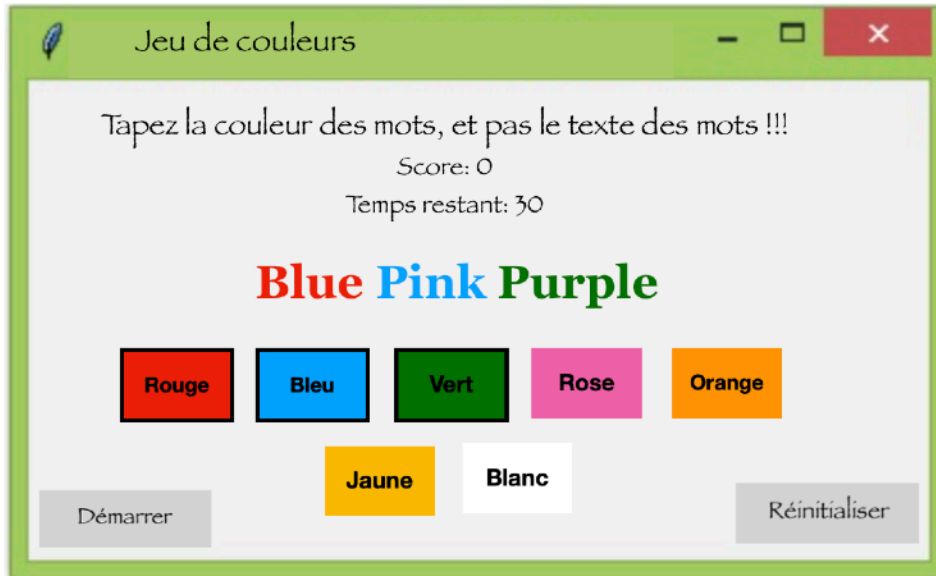 Jeu de couleurs
Tapez la couleur des mots, et pas le texte des mots !!!
Score: 0
Temps restant: 30
Blue Pink Purple
Rouge Bleu Vert Rose Orange
Jaune Blanc
Démarrer Réinitialiser